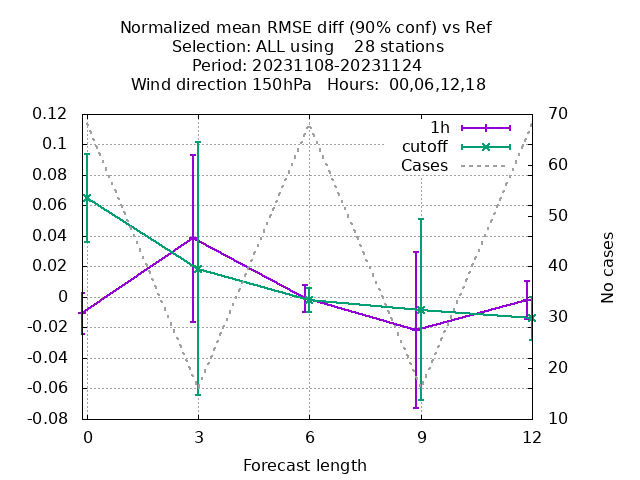 Normalized mean RMSE diff (90% conf) vs Ref
Selection: ALL using    28 stations
Period: 20231108-20231124
Wind direction 150hPa   Hours:  00,06,12,18
0.12
0.1
0.08
0.06
0.04
0.02
0
-0.02
-0.04
-0.06
-0.08
1h
cutoff
Cases
70
60
50
40
30
20
10
No cases
0 3 6 9 12
Forecast length